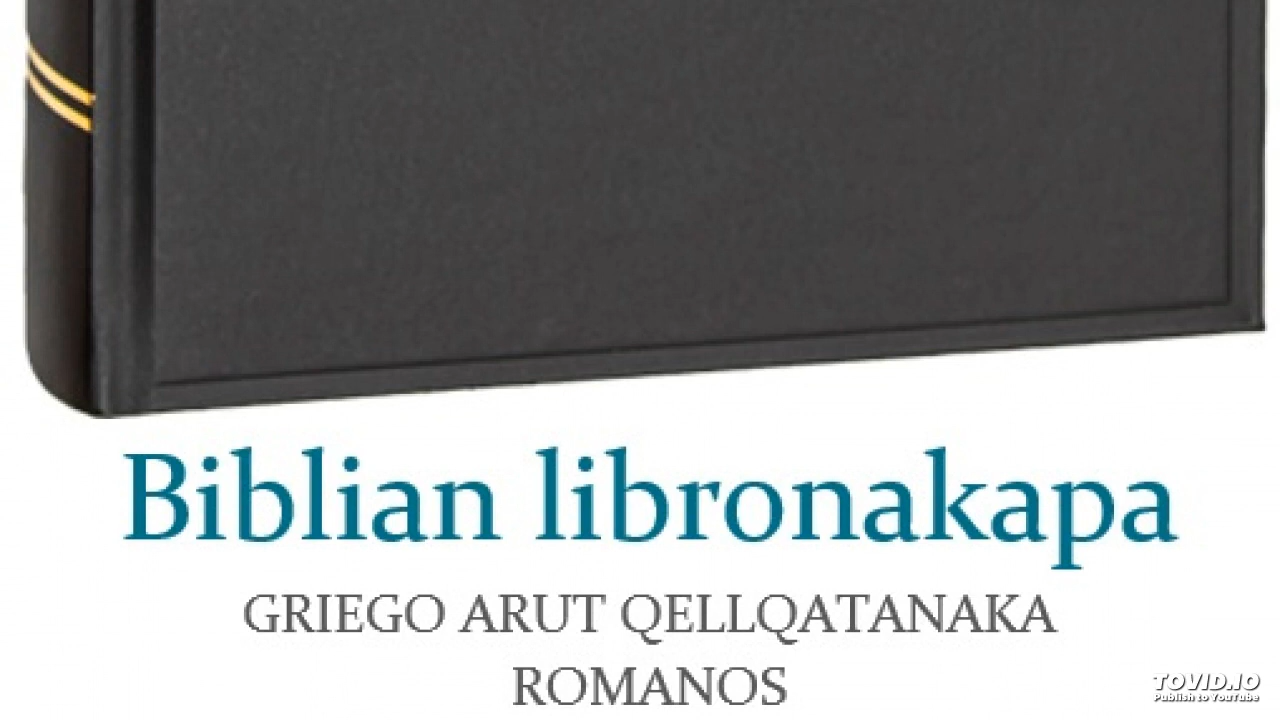 Biblian libronakapa
GRIEGO ARUT QELLQATANAKA
ROMANOS
TOVID.IO
Publish to YouTube